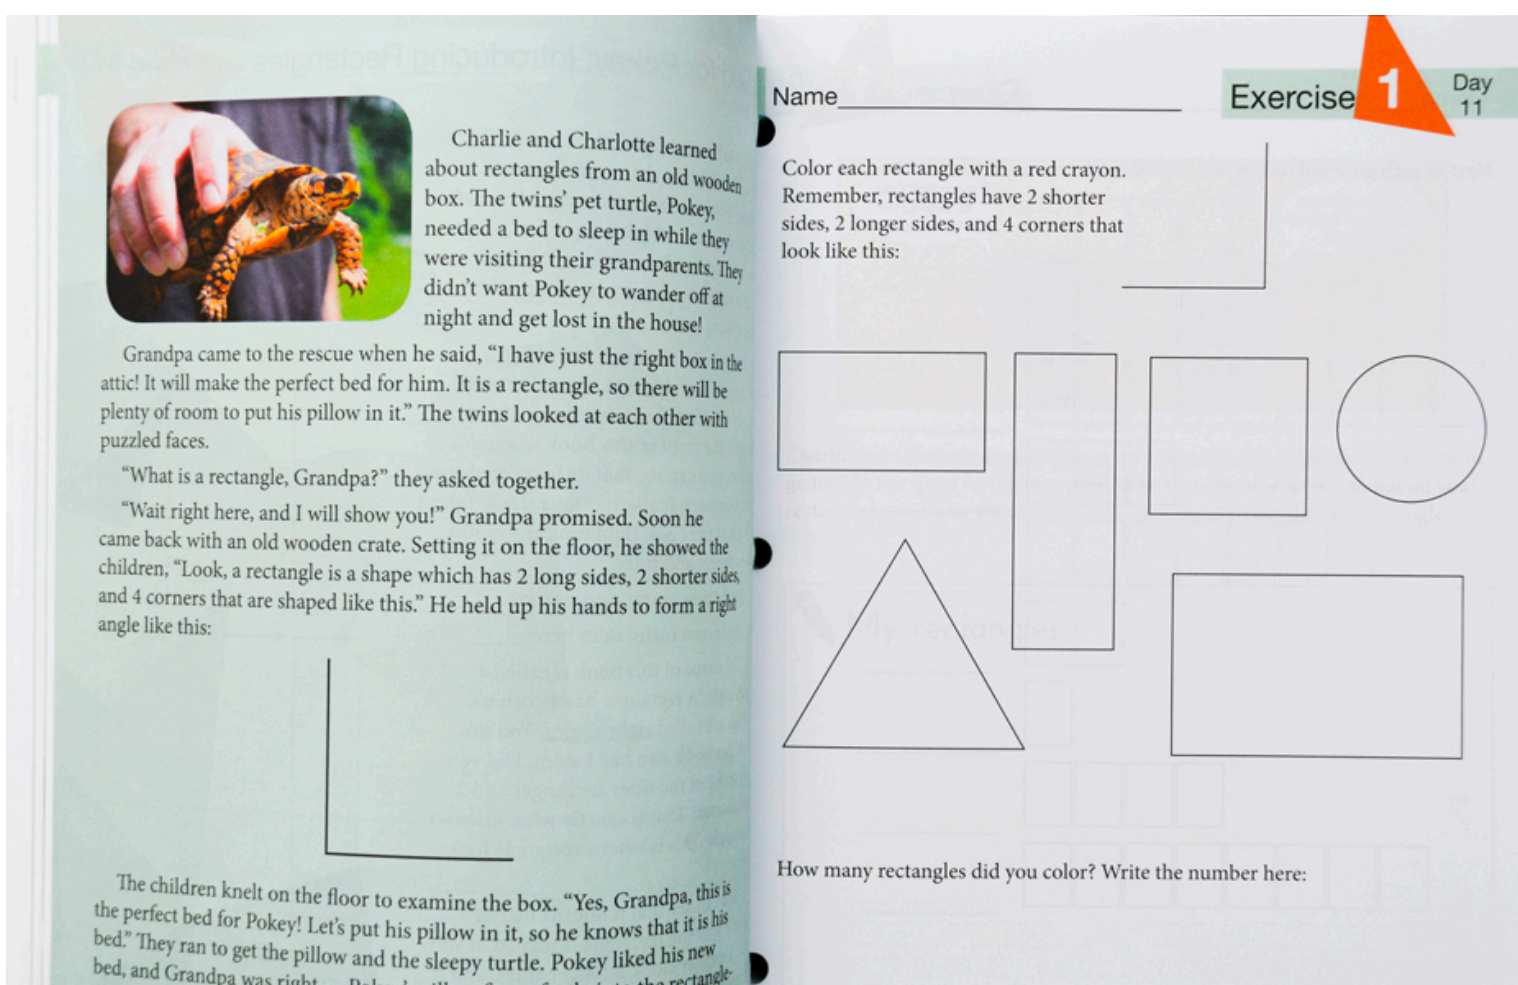 Charlie and Charlotte learned
about rectangles from an old wooden
box. The twins’ pet turtle, Pokey,
needed a bed to sleep in while they
were visiting their grandparents. They
didn’t want Pokey to wander off at
night and get lost in the house!
Grandpa came to the rescue when he said, “I have just the right box in the
attic! It will make the perfect bed for him. It is a rectangle, so there will be
plenty of room to put his pillow in it.” The twins looked at each other with
puzzled faces.
“What is a rectangle, Grandpa?” they asked together.
“Wait right here, and I will show you!” Grandpa promised. Soon he
came back with an old wooden crate. Setting it on the floor, he showed the
children, “Look, a rectangle is a shape which has 2 long sides, 2 shorter sides,
and 4 corners that are shaped like this.” He held up his hands to form a right
angle like this:
The children knelt on the floor to examine the box. “Yes, Grandpa, this is
the perfect bed for Pokey! Let’s put his pillow in it, so he knows that it is his
bed.” They ran to get the pillow and the sleepy turtle. Pokey liked his new
bed, and Grandpa was right
rectangle-
Name
Exercise 1
Day
11
Color each rectangle with a red crayon.
Remember, rectangles have 2 shorter
sides, 2 longer sides, and 4 corners that
look like this:
How many rectangles did you color? Write the number here: